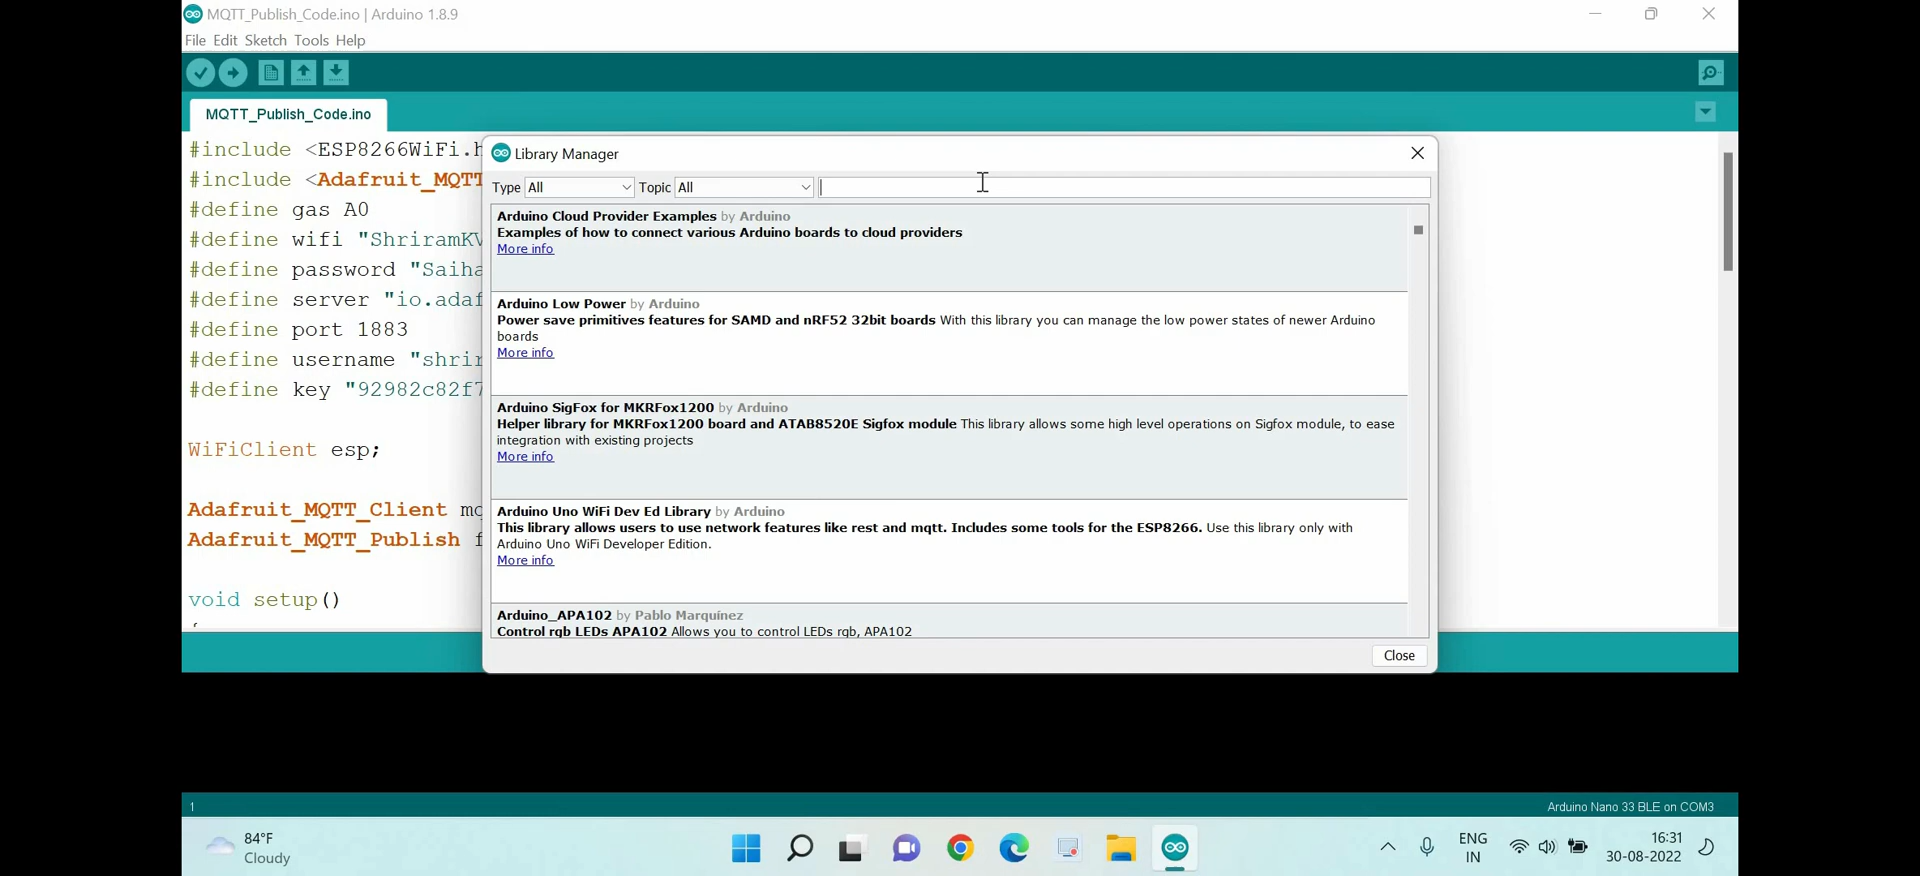 MQTT_Publish_Code.ino | Arduino 1.8.9
File Edit Sketch Tools Help
MQTT_Publish_Code.ino
#include <ESP8266WiFi.h
#include <Adafruit_MQTT
#define gas A0
#define wifi "ShriramKV
#define password "Saiha
#define server "io.adaf
#define port 1883
#define username "shrir
#define key "92982c82f7
WiFiClient esp;
Adafruit_MQTT_Client mq
Adafruit_MQTT_Publish f
void setup()
Library Manager
Type All Topic All
Arduino Cloud Provider Examples by Arduino
Examples of how to connect various Arduino boards to cloud providers
More info
Arduino Low Power by Arduino
Power save primitives features for SAMD and nRF52 32bit boards With this library you can manage the low power states of newer Arduino
boards
More info
Arduino SigFox for MKRFox1200 by Arduino
Helper library for MKRFox1200 board and ATAB8520E Sigfox module This library allows some high level operations on Sigfox module, to ease
integration with existing projects
More info
Arduino Uno WiFi Dev Ed Library by Arduino
This library allows users to use network features like rest and mqtt. Includes some tools for the ESP8266. Use this library only with
Arduino Uno WiFi Developer Edition.
More info
Arduino_APA102 by Pablo Marquínez
Control rgb LEDs APA102 Allows you to control LEDs rgb, APA102
Close
1
Arduino Nano 33 BLE on COM3
84°F
Cloudy
ENG
IN
16:31
30-08-2022